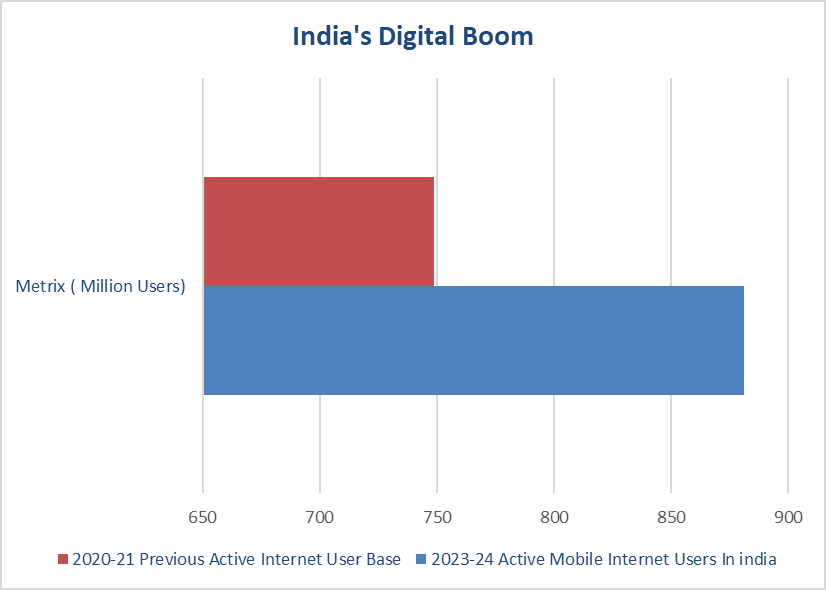 India's Digital Boom
Metrix ( Million Users)
650 700 750 800 850 900
2020-21 Previous Active Internet User Base 2023-24 Active Mobile Internet Users In india